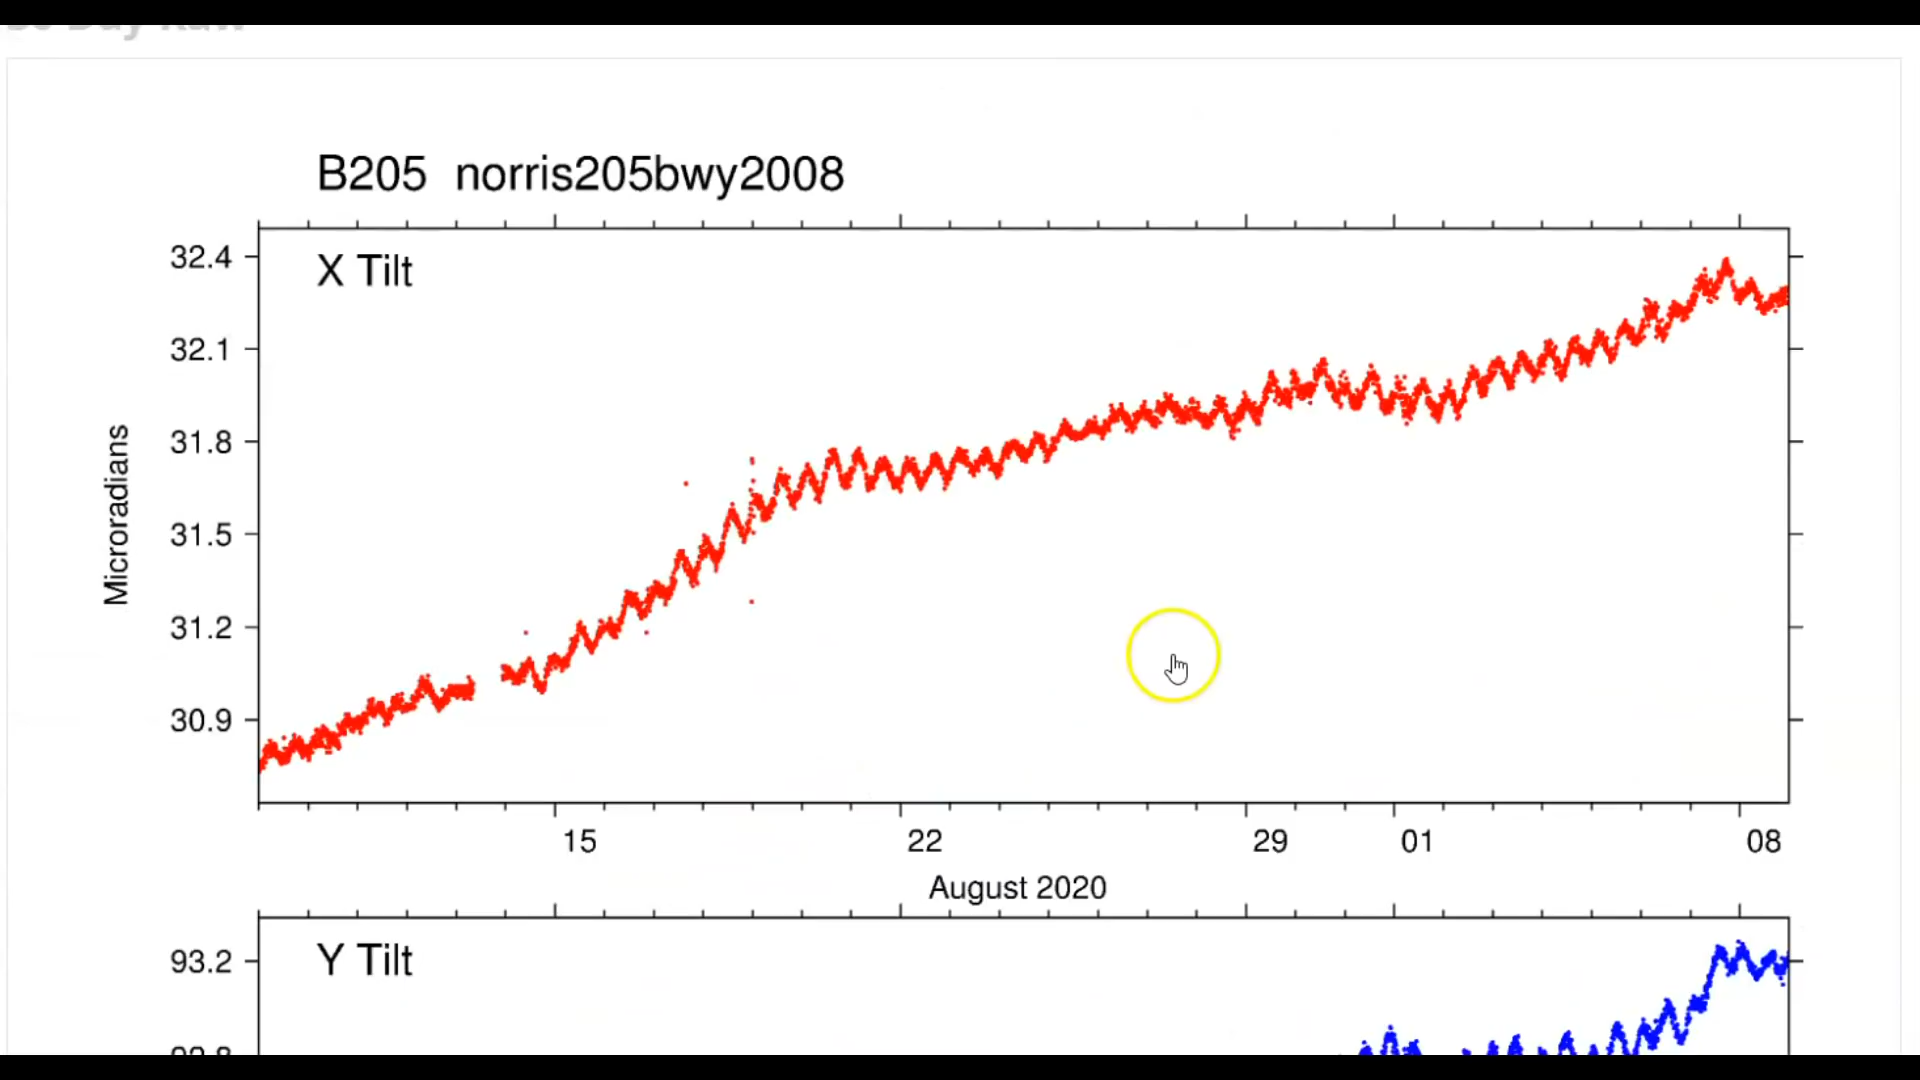 B205 norris205bwy2008
X Tilt
32.4
32.1
31.8
31.5
31.2
30.9
Microradians
15 22 29 01 08
August 2020
Y Tilt
93.2